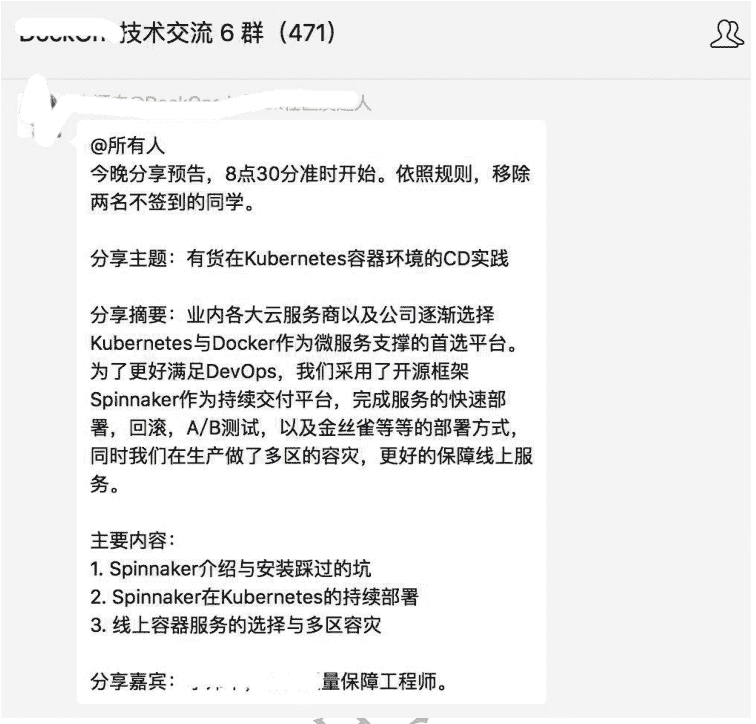 技术交流 6 群（471）
@所有人
今晚分享预告，8点30分准时开始。依照规则，移除
两名不签到的同学。
分享主题：有货在Kubernetes容器环境的CD实践
分享摘要：业内各大云服务商以及公司逐渐选择
Kubernetes与Docker作为微服务支撑的首选平台。
为了更好满足DevOps，我们采用了开源框架
Spinnaker作为持续交付平台，完成服务的快速部
署，回滚，A/B测试，以及金丝雀等等的部署方式，
同时我们在生产做了多区的容灾，更好的保障线上服
务。
主要内容：
1. Spinnaker介绍与安装踩过的坑
2. Spinnaker在Kubernetes的持续部署
3. 线上容器服务的选择与多区容灾
分享嘉宾：量保障工程师。